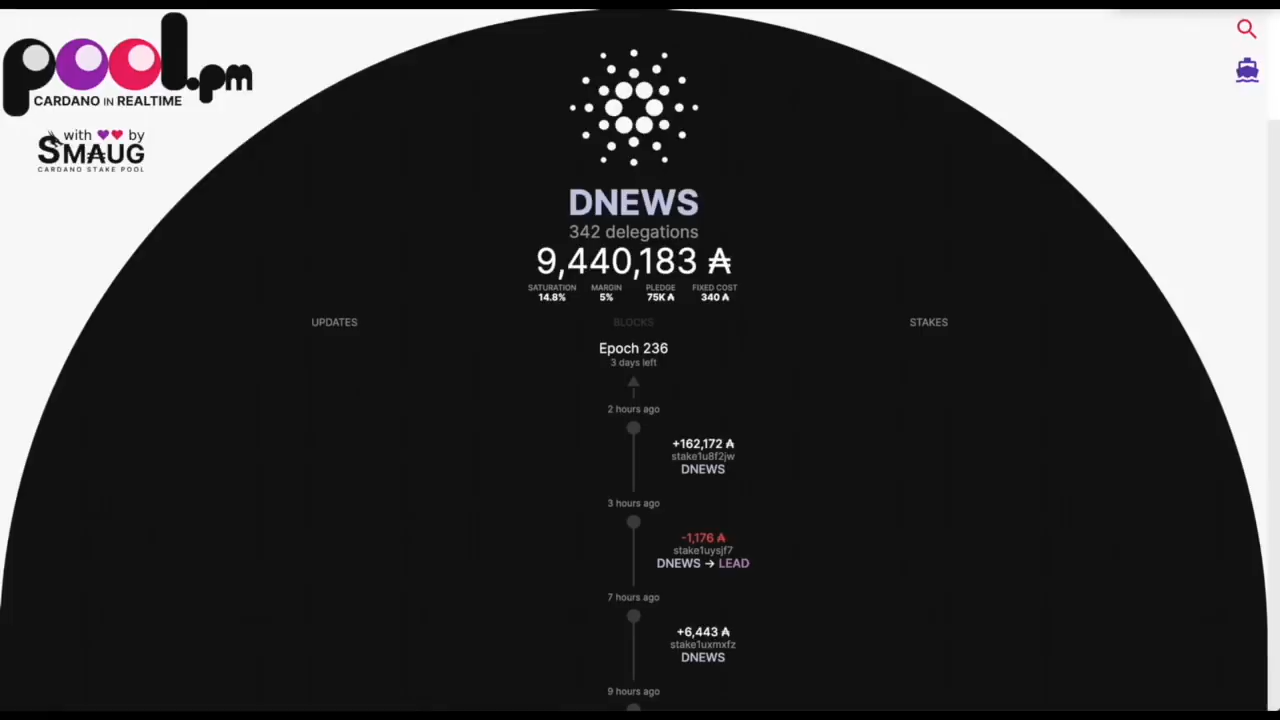 pool.pm
CARDANO IN REALTIME
with 💜❤️ by
SMAUG
CARDANO STAKE POOL
DNEWS
342 delegations
9,440,183 ₳
SATURATION MARGIN PLEDGE FIXED COST
14.8% 5% 75K ₳ 340 ₳
UPDATES BLOCKS STAKES
Epoch 236
3 days left
2 hours ago
+162,172 ₳
stake1u8f2jw
DNEWS
3 hours ago
-1,176 ₳
stake1uysjf7
DNEWS → LEAD
7 hours ago
+6,443 ₳
stake1uxmxfz
DNEWS
9 hours ago